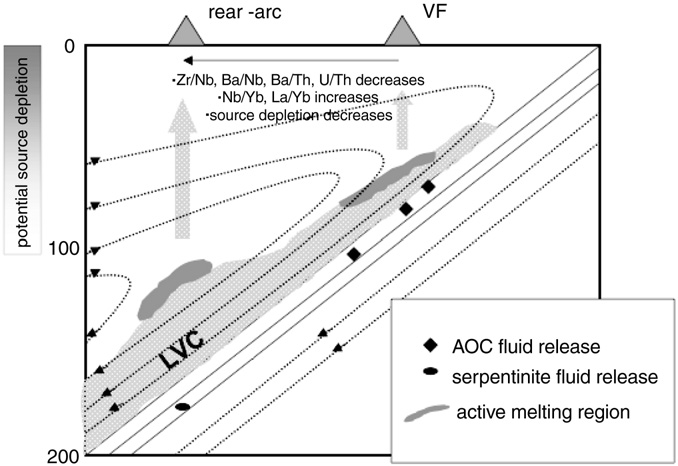 rear -arc
VF
0
potential source depletion
·Zr/Nb, Ba/Nb, Ba/Th, U/Th decreases
·Nb/Yb, La/Yb increases
·source depletion decreases
100
LVC
AOC fluid release
serpentinite fluid release
active melting region
200